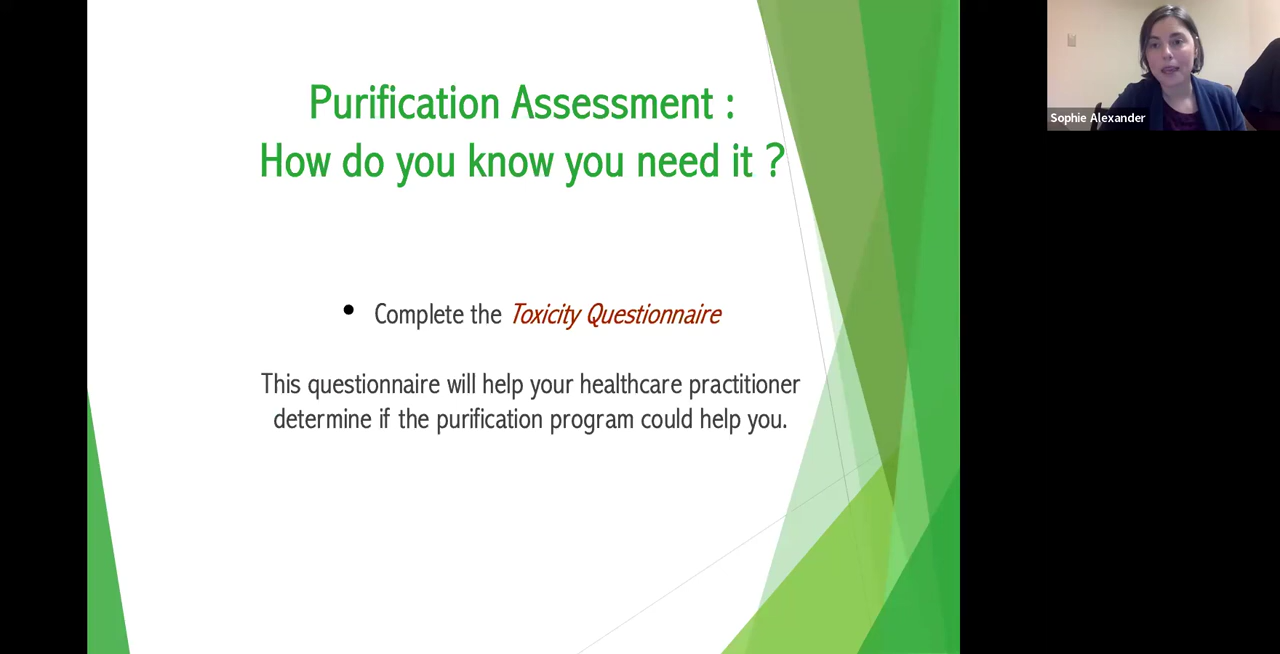 Purification Assessment :
How do you know you need it ?
• Complete the Toxicity Questionnaire
This questionnaire will help your healthcare practitioner
determine if the purification program could help you.
Sophie Alexander